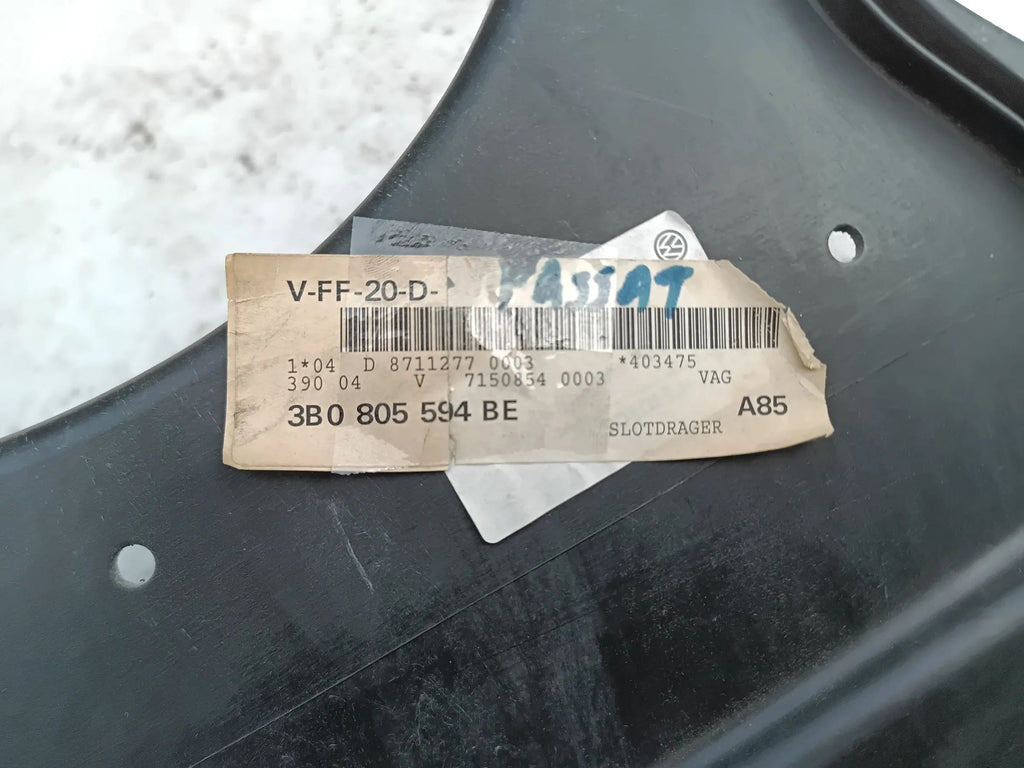 V-FF-20-D-
PASSAT
1*04 D 8711277 0003 *403475
390 04 V 7150854 0003 VAG
3B0 805 594 BE A85
SLOTDRAGER